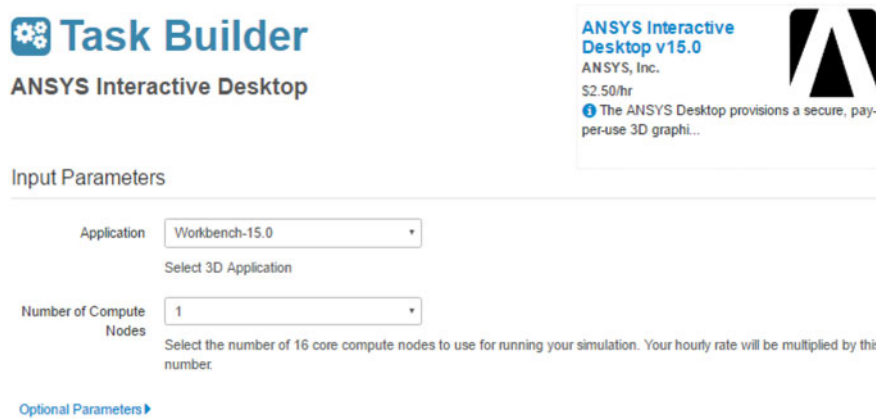 Task Builder
ANSYS Interactive Desktop
ANSYS Interactive
Desktop v15.0
ANSYS, Inc.
$2.50/hr
The ANSYS Desktop provisions a secure, pay-
per-use 3D graphi...
Input Parameters
Application
Workbench-15.0
Select 3D Application
Number of Compute
Nodes
1
Select the number of 16 core compute nodes to use for running your simulation. Your hourly rate will be multiplied by this
number.
Optional Parameters